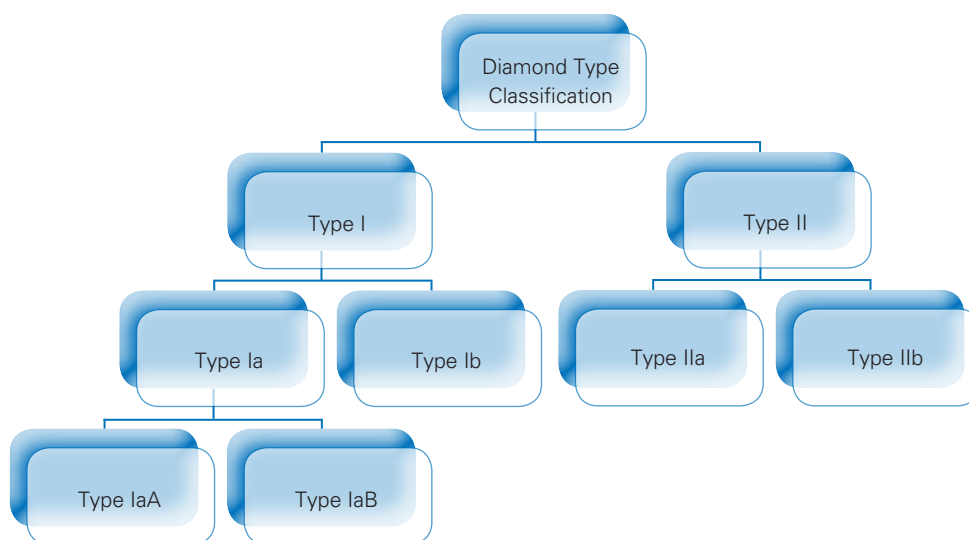 Diamond Type
Classification
Type I
Type II
Type Ia
Type Ib
Type IIa
Type IIb
Type IaA
Type IaB